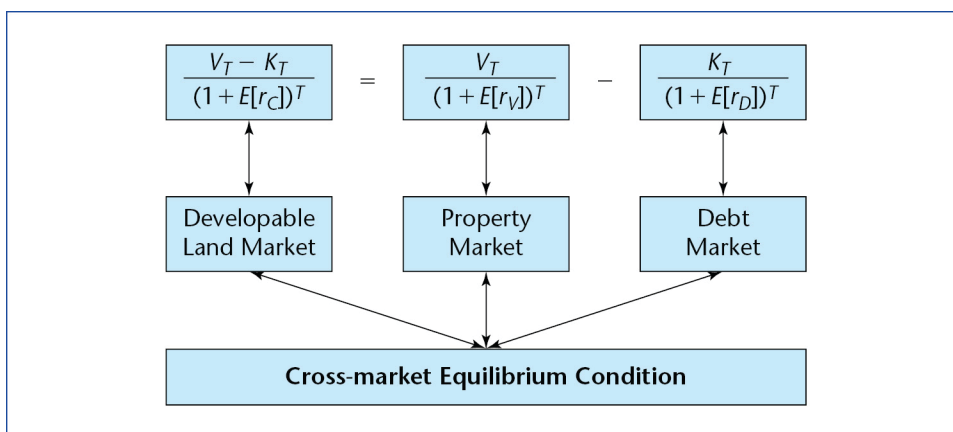 V_T − K_T / (1 + E[r_C])^T = V_T / (1 + E[r_V])^T − K_T / (1 + E[r_D])^T
Developable Property Debt
Land Market Market Market
Cross-market Equilibrium Condition